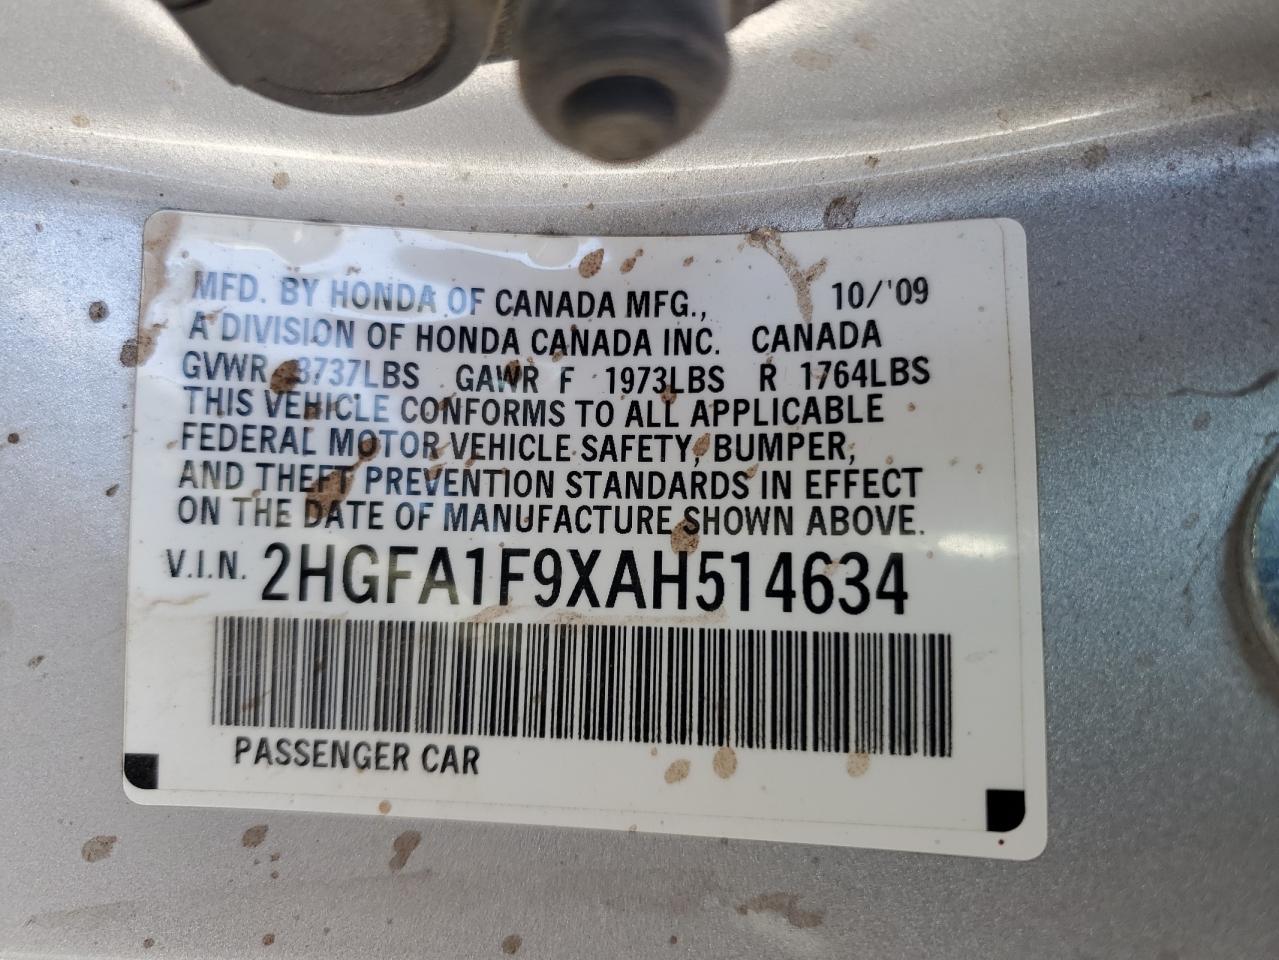 MFD. BY HONDA OF CANADA MFG., 10/'09
A DIVISION OF HONDA CANADA INC. CANADA
GVWR 3737LBS GAWR F 1973LBS R 1764LBS
THIS VEHICLE CONFORMS TO ALL APPLICABLE
FEDERAL MOTOR VEHICLE SAFETY, BUMPER,
AND THEFT PREVENTION STANDARDS IN EFFECT
ON THE DATE OF MANUFACTURE SHOWN ABOVE.
V.I.N. 2HGFA1F9XAH514634
PASSENGER CAR